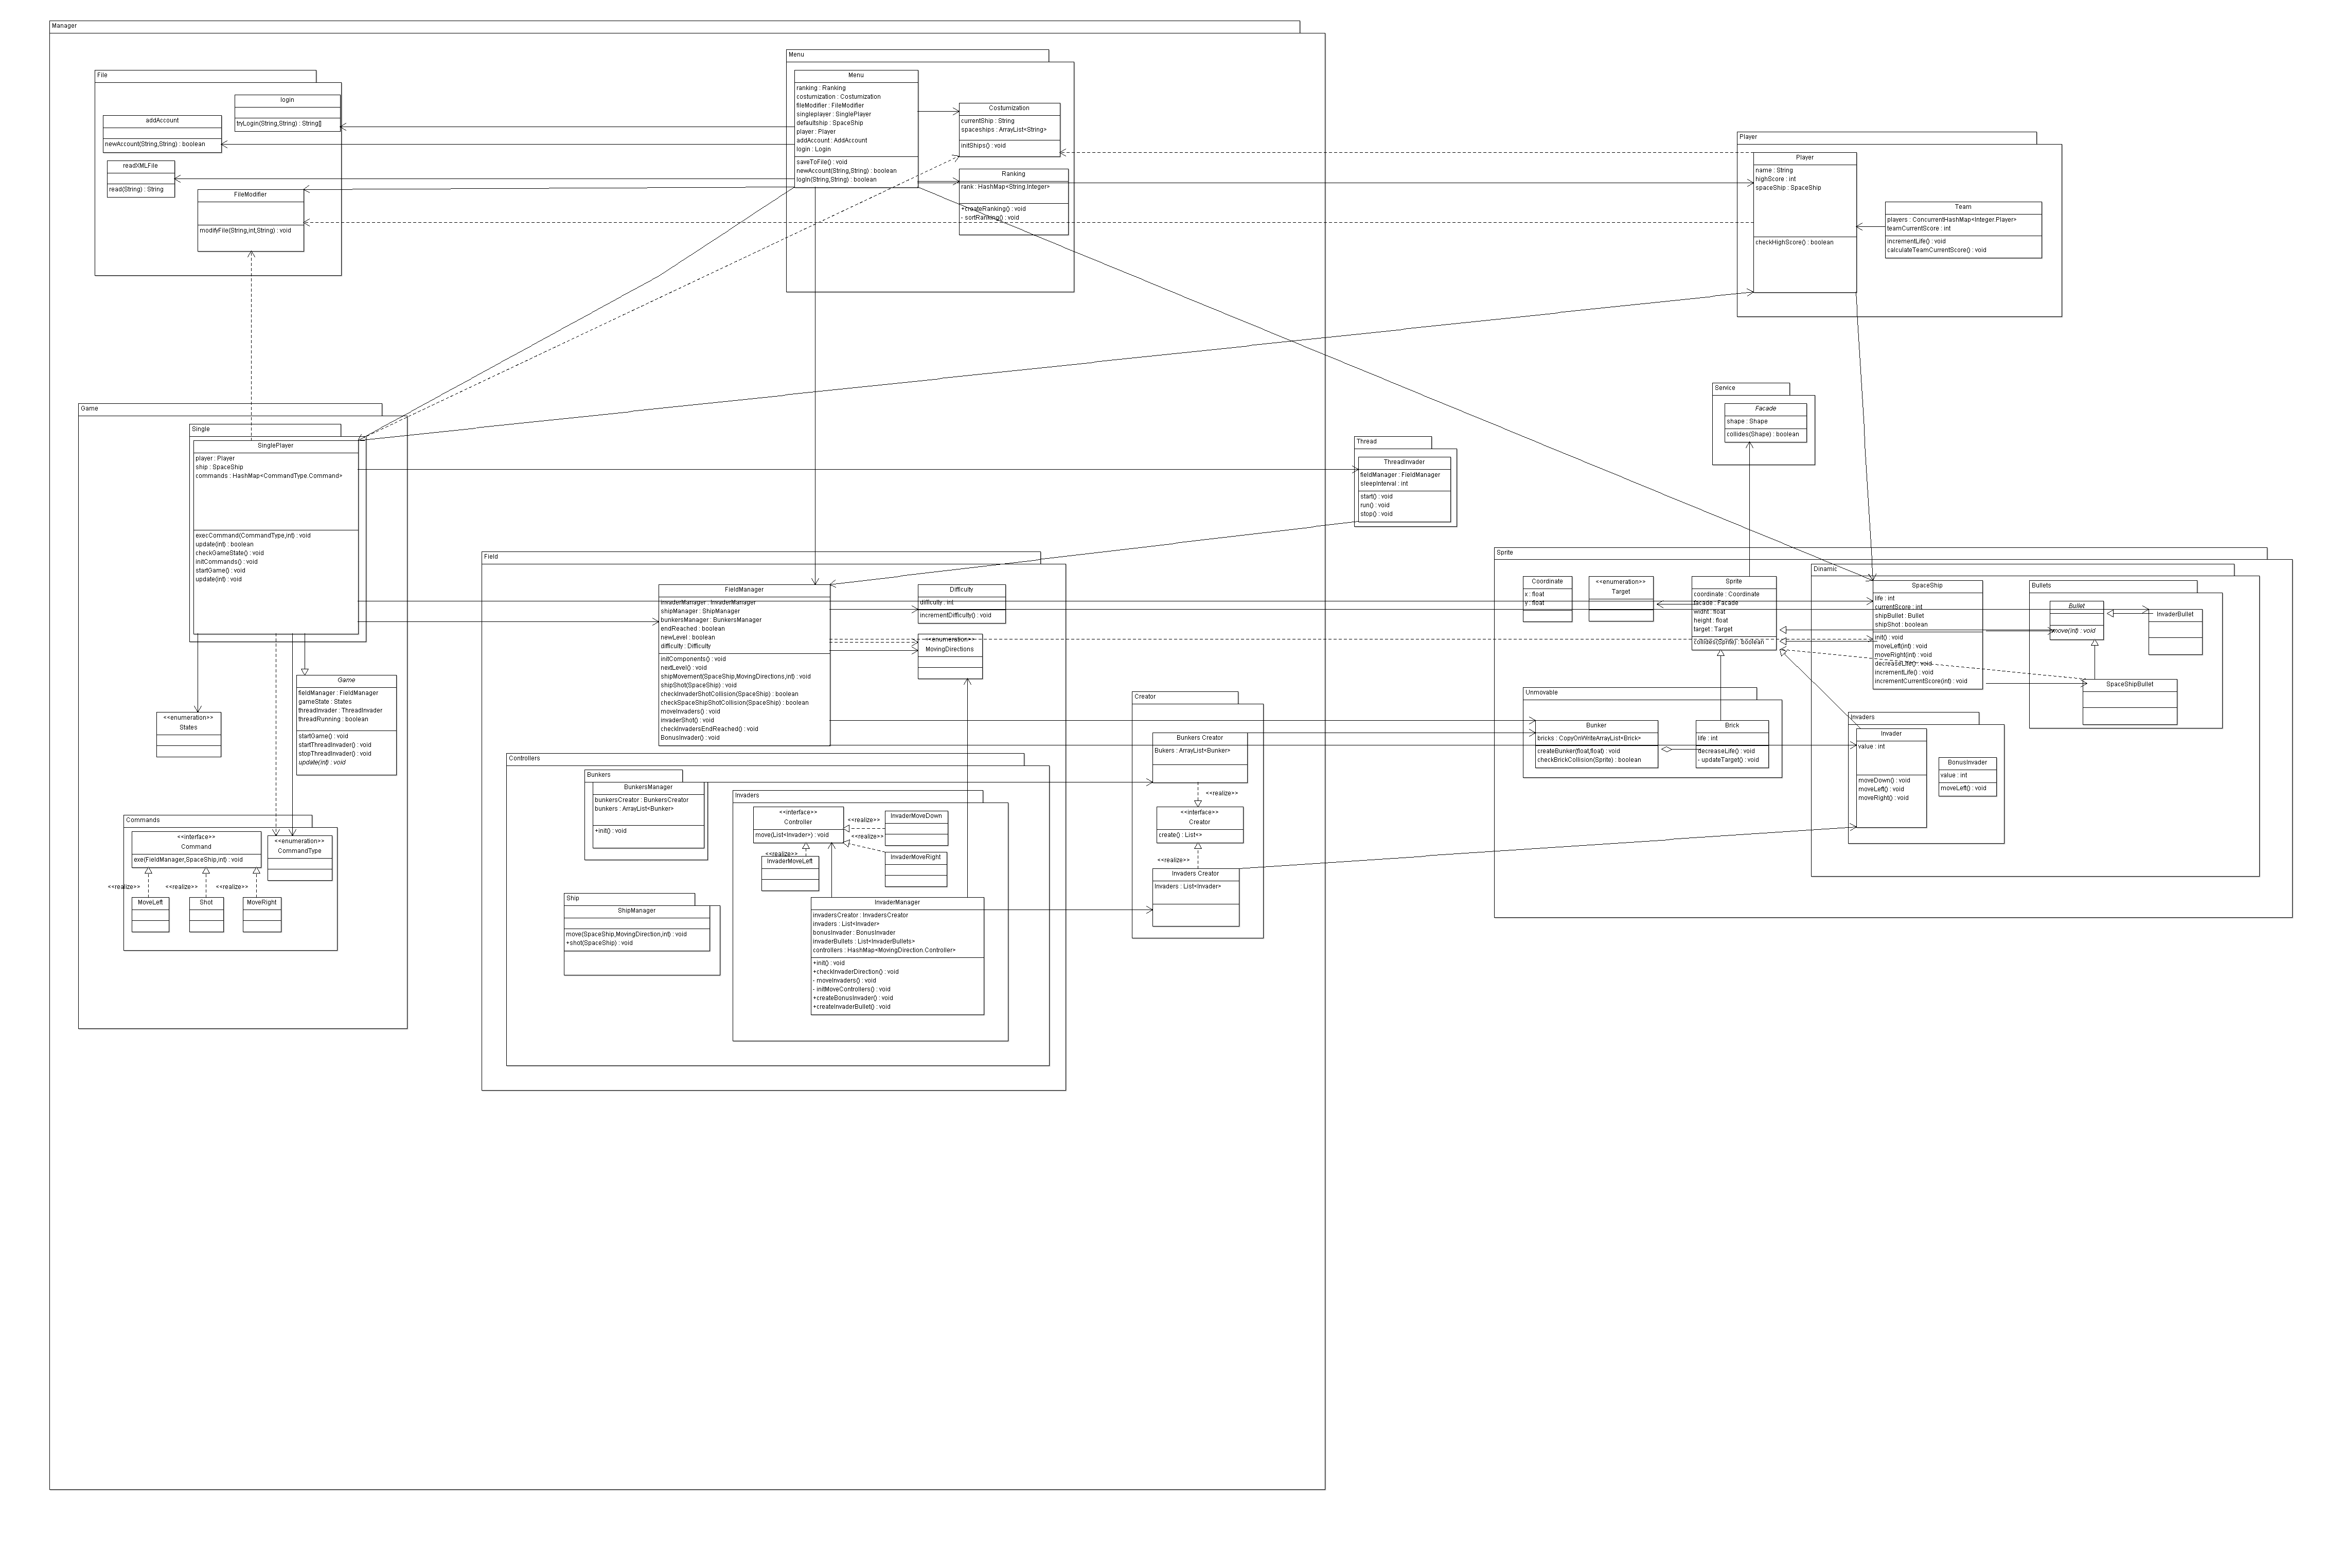 Manager
File
login
tryLogin(String,String) : String[]
addAccount
newAccount(String,String) : boolean
readXMLFile
read(String) : String
FileModifier
modifyFile(String,int,String) : void
Menu
Menu
ranking : Ranking
costumization : Costumization
fileModifier : FileModifier
singleplayer : SinglePlayer
defaultship : SpaceShip
player : Player
addAccount : AddAccount
login : Login
saveToFile() : void
newAccount(String,String) : boolean
logIn(String,String) : boolean
Costumization
currentShip : String
spaceships : ArrayList<String>
initShips() : void
Ranking
rank : HashMap<String.Integer>
+createRanking() : void
- sortRanking() : void
Player
Player
name : String
highScore : int
spaceShip : SpaceShip
checkHighScore() : boolean
Team
players : ConcurrentHashMap<Integer.Player>
teamCurrentScore : int
incrementLife() : void
calculateTeamCurrentScore() : void
Game
Single
SinglePlayer
player : Player
ship : SpaceShip
commands : HashMap<CommandType.Command>
execCommand(CommandType,int) : void
update(int) : boolean
checkGameState() : void
initCommands() : void
startGame() : void
update(int) : void
<<enumeration>>
States
Game
fieldManager : FieldManager
gameState : States
threadInvader : ThreadInvader
threadRunning : boolean
startGame() : void
startThreadInvader() : void
stopThreadInvader() : void
update(int) : void
Commands
<<interface>>
Command
exe(FieldManager,SpaceShip,int) : void
<<enumeration>>
CommandType
<<realize>>
<<realize>>
<<realize>>
MoveLeft
Shot
MoveRight
Service
Facade
shape : Shape
collides(Shape) : boolean
Thread
ThreadInvader
fieldManager : FieldManager
sleepInterval : int
start() : void
run() : void
stop() : void
Field
FieldManager
InvaderManager : InvaderManager
shipManager : ShipManager
bunkersManager : BunkersManager
endReached : boolean
newLevel : boolean
difficulty : Difficulty
initComponents() : void
nextLevel() : void
shipMovement(SpaceShip,MovingDirections,int) : void
shipShot(SpaceShip) : void
checkInvaderShotCollision(SpaceShip) : boolean
checkSpaceShipShotCollision(SpaceShip) : boolean
moveInvaders() : void
invaderShot() : void
checkInvadersEndReached() : void
BonusInvader() : void
Difficulty
difficulty : int
incrementDifficulty() : void
<<enumeration>>
MovingDirections
Controllers
Bunkers
BunkersManager
bunkersCreator : BunkersCreator
bunkers : ArrayList<Bunker>
+init() : void
Ship
ShipManager
move(SpaceShip,MovingDirection,int) : void
+shot(SpaceShip) : void
Invaders
<<interface>>
Controller
move(List<Invader>) : void
<<realize>>
<<realize>>
<<realize>>
InvaderMoveDown
InvaderMoveRight
InvaderMoveLeft
InvaderManager
invadersCreator : InvadersCreator
invaders : List<Invader>
bonusInvader : BonusInvader
invaderBullets : List<InvaderBullets>
controllers : HashMap<MovingDirection.Controller>
+init() : void
+checkInvaderDirection() : void
- moveInvaders() : void
- initMoveControllers() : void
+createBonusInvader() : void
+createInvaderBullet() : void
Creator
Bunkers Creator
Bukers : ArrayList<Bunker>
<<realize>>
<<interface>>
Creator
create() : List<>
<<realize>>
Invaders Creator
Invaders : List<Invader>
Sprite
Coordinate
x : float
y : float
<<enumeration>>
Target
Sprite
coordinate : Coordinate
facade : Facade
widht : float
height : float
target : Target
collides(Sprite) : boolean
Unmovable
Bunker
bricks : CopyOnWriteArrayList<Brick>
createBunker(float,float) : void
checkBrickCollision(Sprite) : boolean
Brick
life : int
decreaseLife() : void
- updateTarget() : void
Dinamic
SpaceShip
life : int
currentScore : int
shipBullet : Bullet
shipShot : boolean
init() : void
moveLeft(int) : void
moveRight(int) : void
decreaseLife() : void
incrementLife() : void
incrementCurrentScore(int) : void
Bullets
Bullet
move(int) : void
InvaderBullet
SpaceShipBullet
Invaders
Invader
value : int
moveDown() : void
moveLeft() : void
moveRight() : void
BonusInvader
value : int
moveLeft() : void